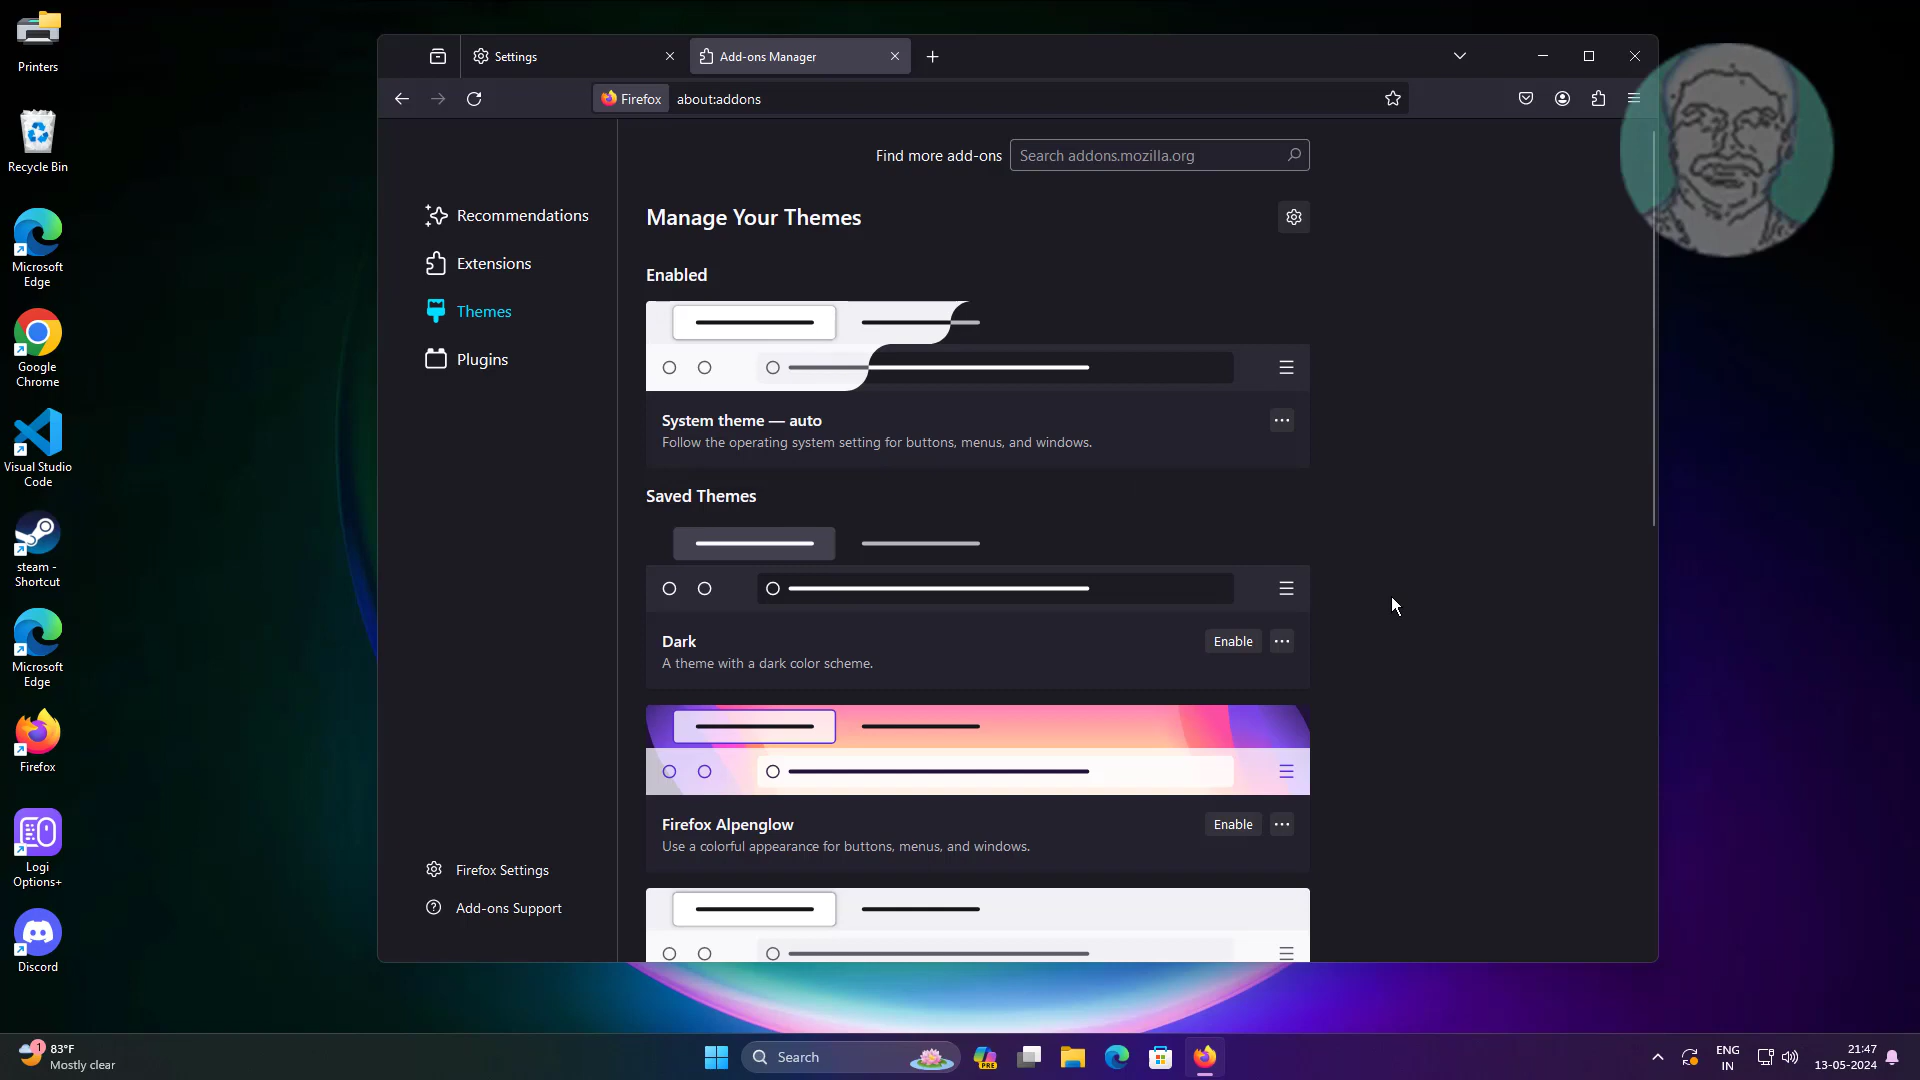 Printers
Recycle Bin
Microsoft
Edge
Google
Chrome
Visual Studio
Code
steam -
Shortcut
Microsoft
Edge
Firefox
Logi
Options+
Discord
Settings
Add-ons Manager
Firefox
about:addons
Find more add-ons
Search addons.mozilla.org
Recommendations
Extensions
Themes
Plugins
Firefox Settings
Add-ons Support
Manage Your Themes
Enabled
System theme — auto
Follow the operating system setting for buttons, menus, and windows.
Saved Themes
Dark
Enable
A theme with a dark color scheme.
Firefox Alpenglow
Enable
Use a colorful appearance for buttons, menus, and windows.
1
83°F
Mostly clear
Search
PRE
ENG
IN
21:47
13-05-2024